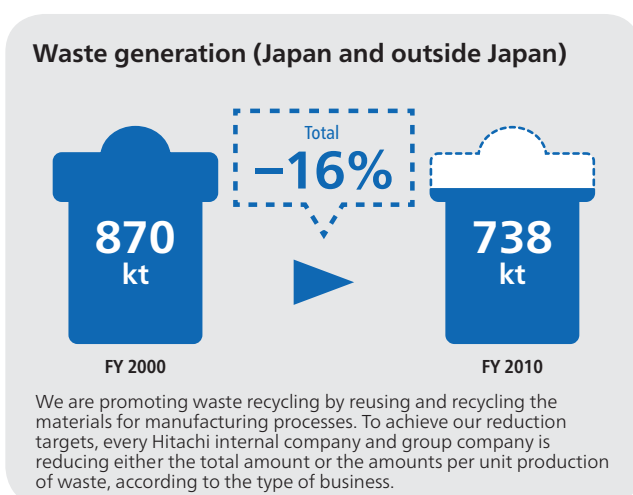 Waste generation (Japan and outside Japan)
Total
−16%
870
kt
738
kt
FY 2000
FY 2010
We are promoting waste recycling by reusing and recycling the
materials for manufacturing processes. To achieve our reduction
targets, every Hitachi internal company and group company is
reducing either the total amount or the amounts per unit production
of waste, according to the type of business.